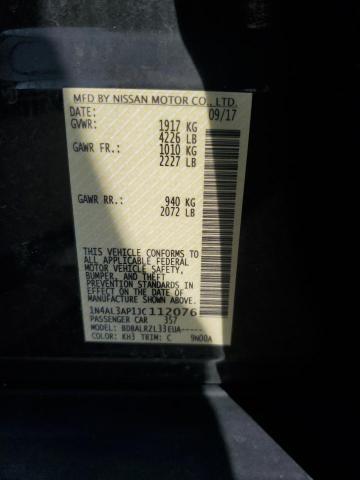 MFD BY NISSAN MOTOR CO., LTD.
DATE: 09/17
GVWR: 1917 KG
4226 LB
GAWR FR.: 1010 KG
2227 LB
GAWR RR.: 940 KG
2072 LB
THIS VEHICLE CONFORMS TO
ALL APPLICABLE FEDERAL
MOTOR VEHICLE SAFETY,
BUMPER, AND THEFT
PREVENTION STANDARDS
IN EFFECT ON THE DATE OF
MANUFACTURE SHOWN ABOVE.
1N4AL3AP1JC112076
PASSENGER CAR 357
MODEL: BDBALRZL33EUA-----
COLOR: KH3 TRIM: C 9N00A